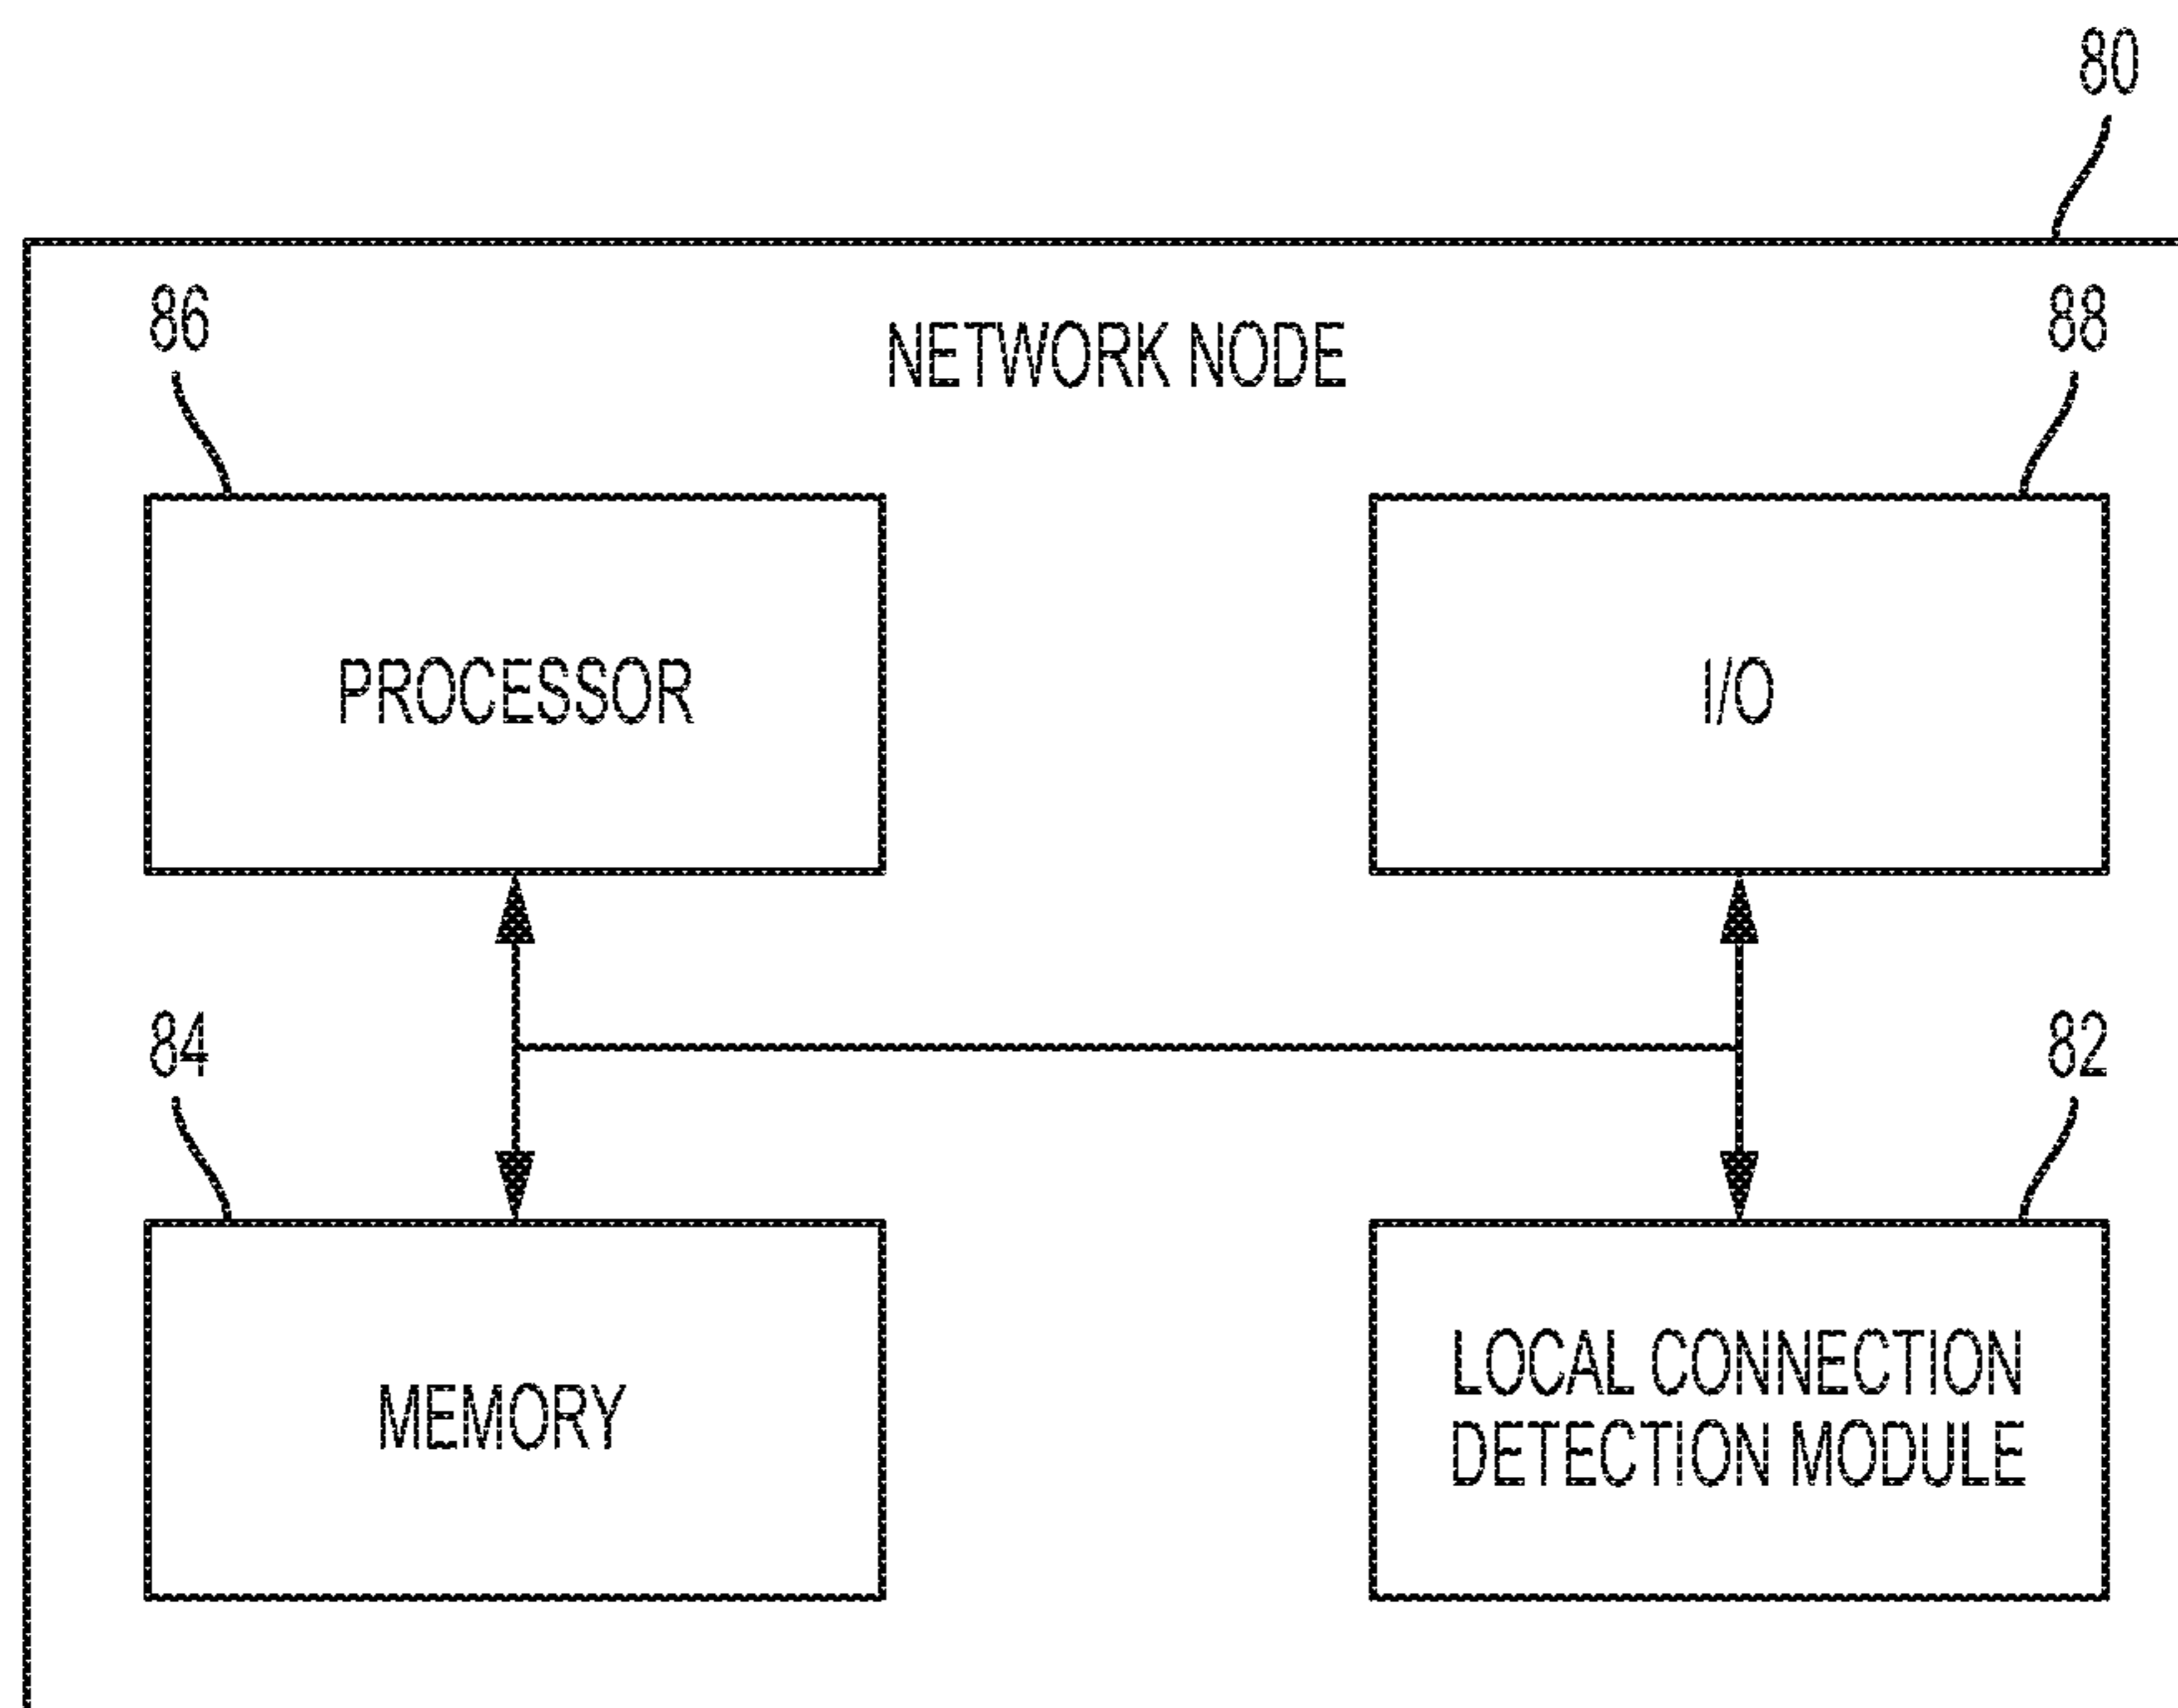 80
NETWORK NODE
86
88
PROCESSOR
I/O
84
82
MEMORY
LOCAL CONNECTION
DETECTION MODULE